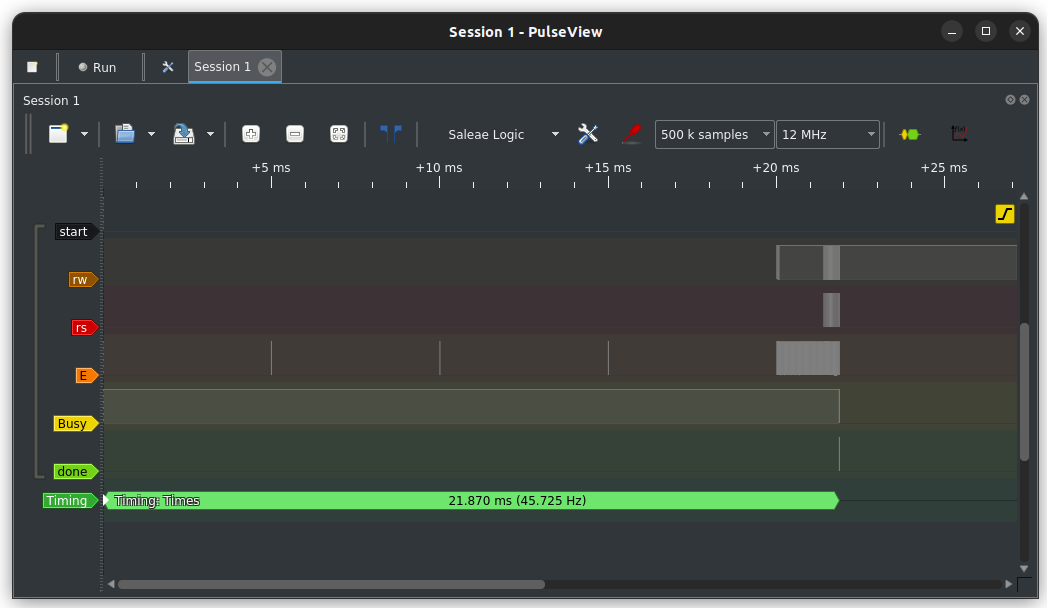 Session 1 - PulseView
Run
Session 1
Session 1
Saleae Logic
500 k samples
12 MHz
+5 ms +10 ms +15 ms +20 ms +25 ms
start
rw
rs
E
Busy
done
Timing Timing: Times 21.870 ms (45.725 Hz)